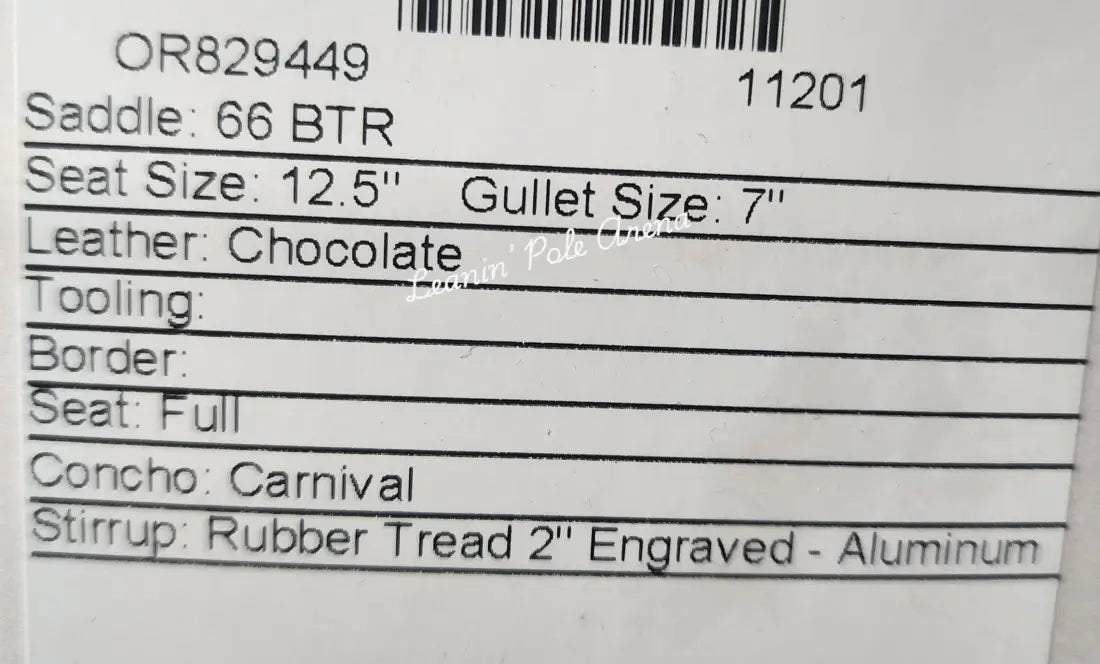 OR829449
11201
Saddle: 66 BTR
Seat Size: 12.5" Gullet Size: 7"
Leather: Chocolate
Leanin' Pole Arena
Tooling:
Border:
Seat: Full
Concho: Carnival
Stirrup: Rubber Tread 2" Engraved - Aluminum